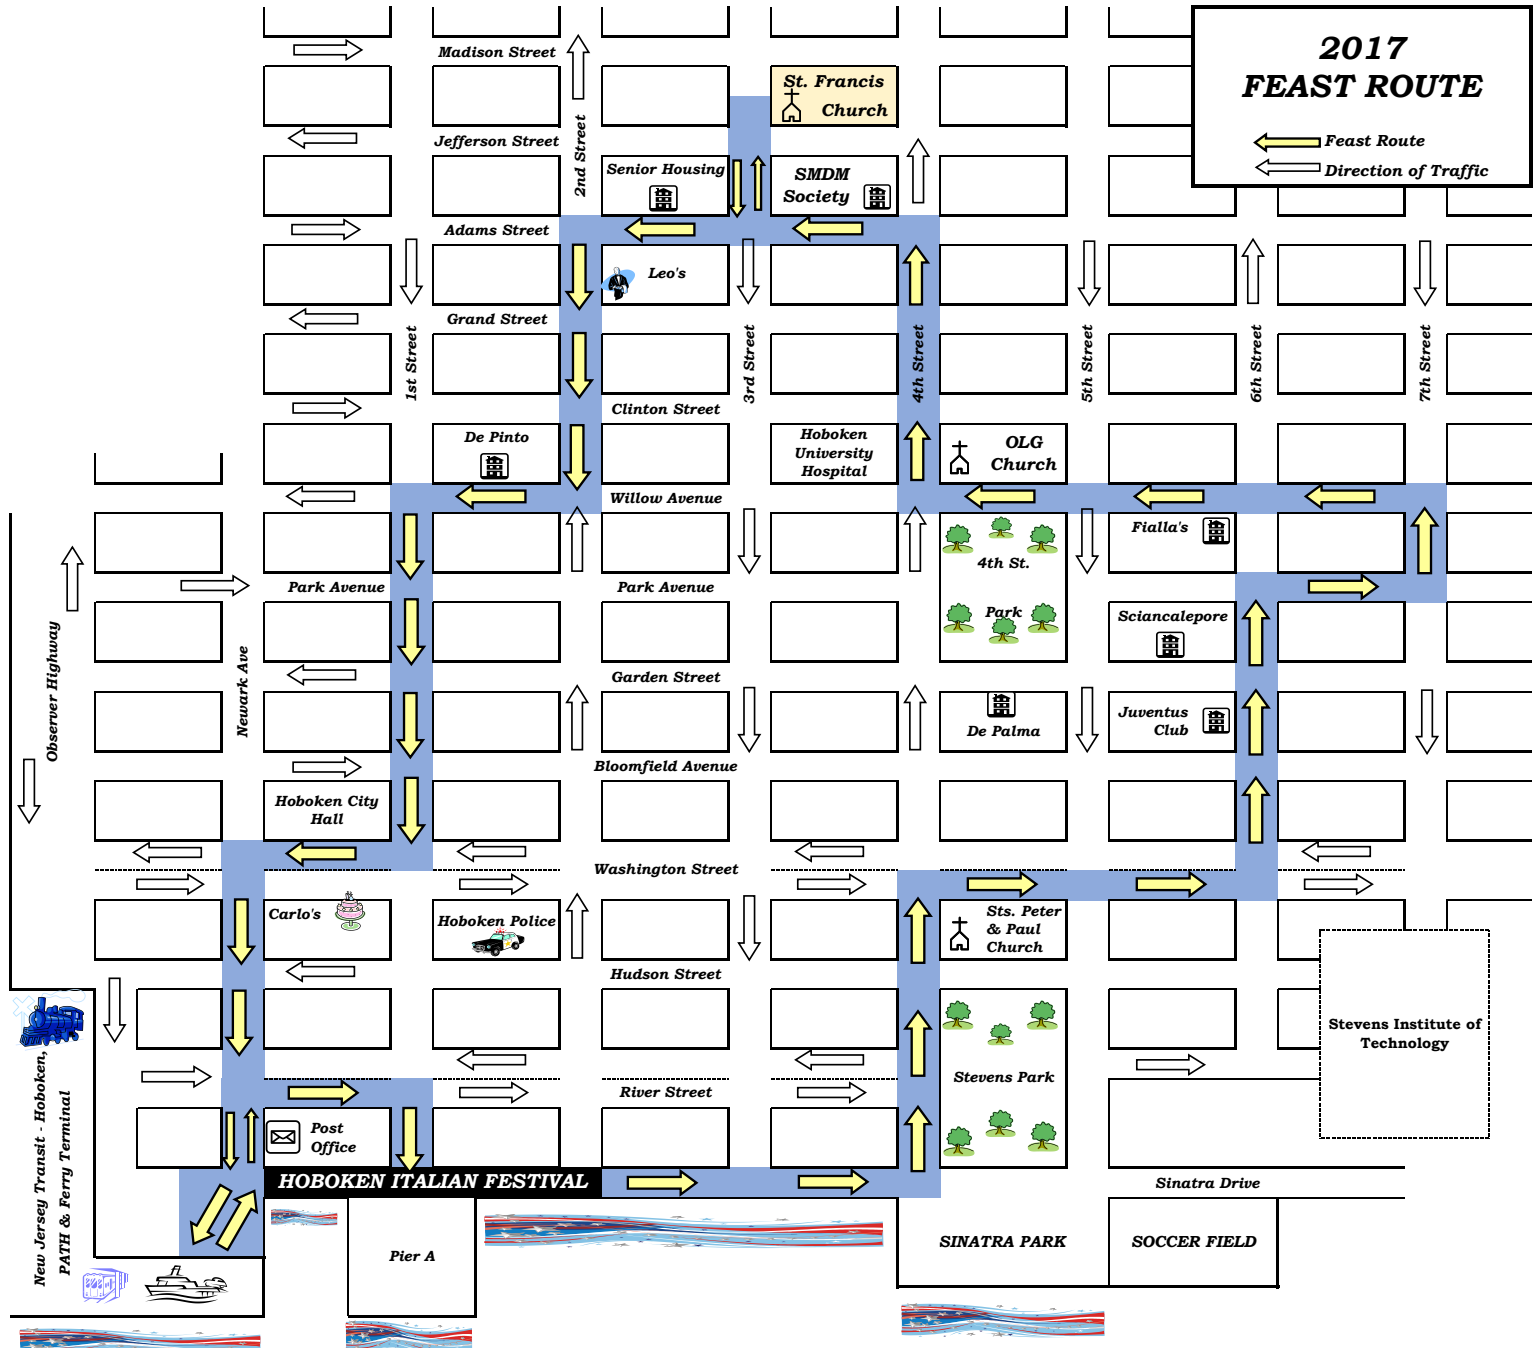 2017
FEAST ROUTE
Feast Route
Direction of Traffic
Madison Street
St. Francis
Church
Jefferson Street
2nd Street
Senior Housing
SMDM
Society
Adams Street
Leo's
Grand Street
1st Street
3rd Street
4th Street
5th Street
6th Street
7th Street
Clinton Street
De Pinto
Hoboken
University
Hospital
OLG
Church
Willow Avenue
Fialla's
4th St.
Park
Park Avenue
Park Avenue
Sciancalepore
Observer Highway
Newark Ave
Garden Street
De Palma
Juventus
Club
Bloomfield Avenue
Hoboken City
Hall
Washington Street
Carlo's
Hoboken Police
Sts. Peter
& Paul
Church
Hudson Street
Stevens Institute of
Technology
New Jersey Transit - Hoboken,
PATH & Ferry Terminal
Stevens Park
River Street
Post
Office
HOBOKEN ITALIAN FESTIVAL
Sinatra Drive
Pier A
SINATRA PARK
SOCCER FIELD